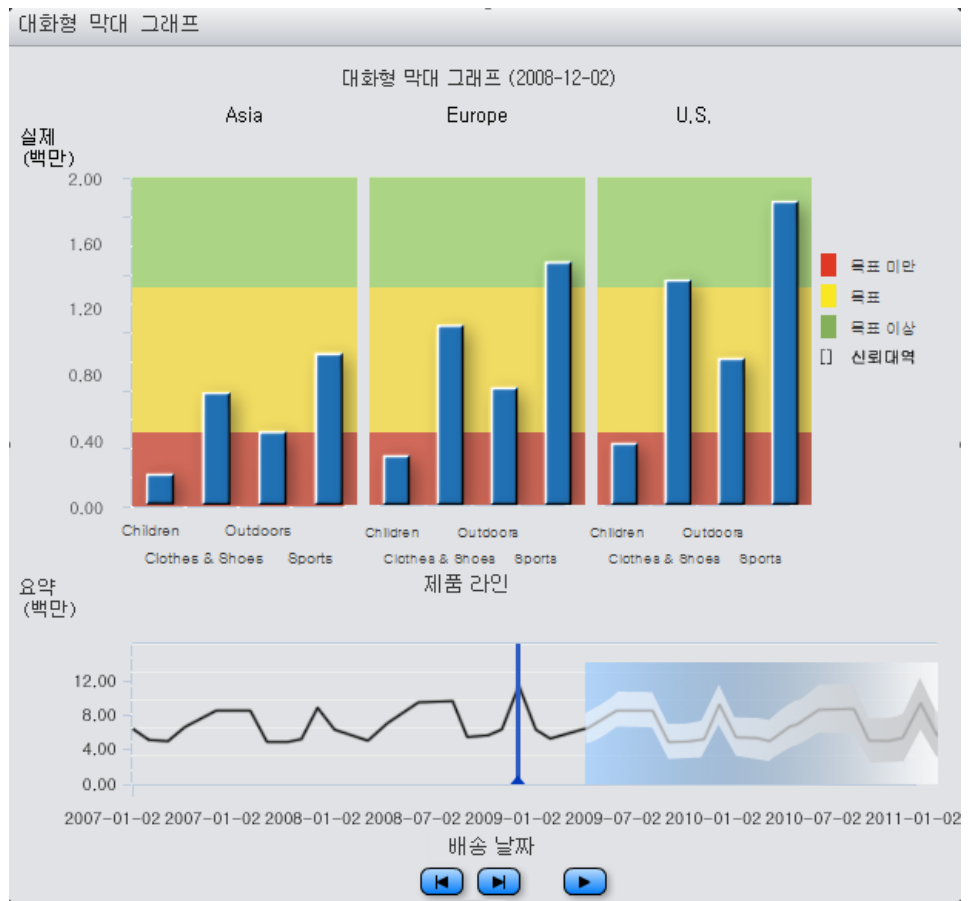 대화형 막대 그래프
대화형 막대 그래프 (2008-12-02)
Asia Europe U.S.
실제
(백만)
2.00
1.60
1.20
0.80
0.40
0.00
목표 미만
목표
목표 이상
[] 신뢰대역
Children Outdoors Children Outdoors Children Outdoors
Clothes & Shoes Sports Clothes & Shoes Sports Clothes & Shoes Sports
제품 라인
요약
(백만)
12.00
8.00
4.00
0.00
2007-01-02 2007-01-02 2008-01-02 2008-07-02 2009-01-02 2009-07-02 2010-01-02 2010-07-02 2011-01-02
배송 날짜